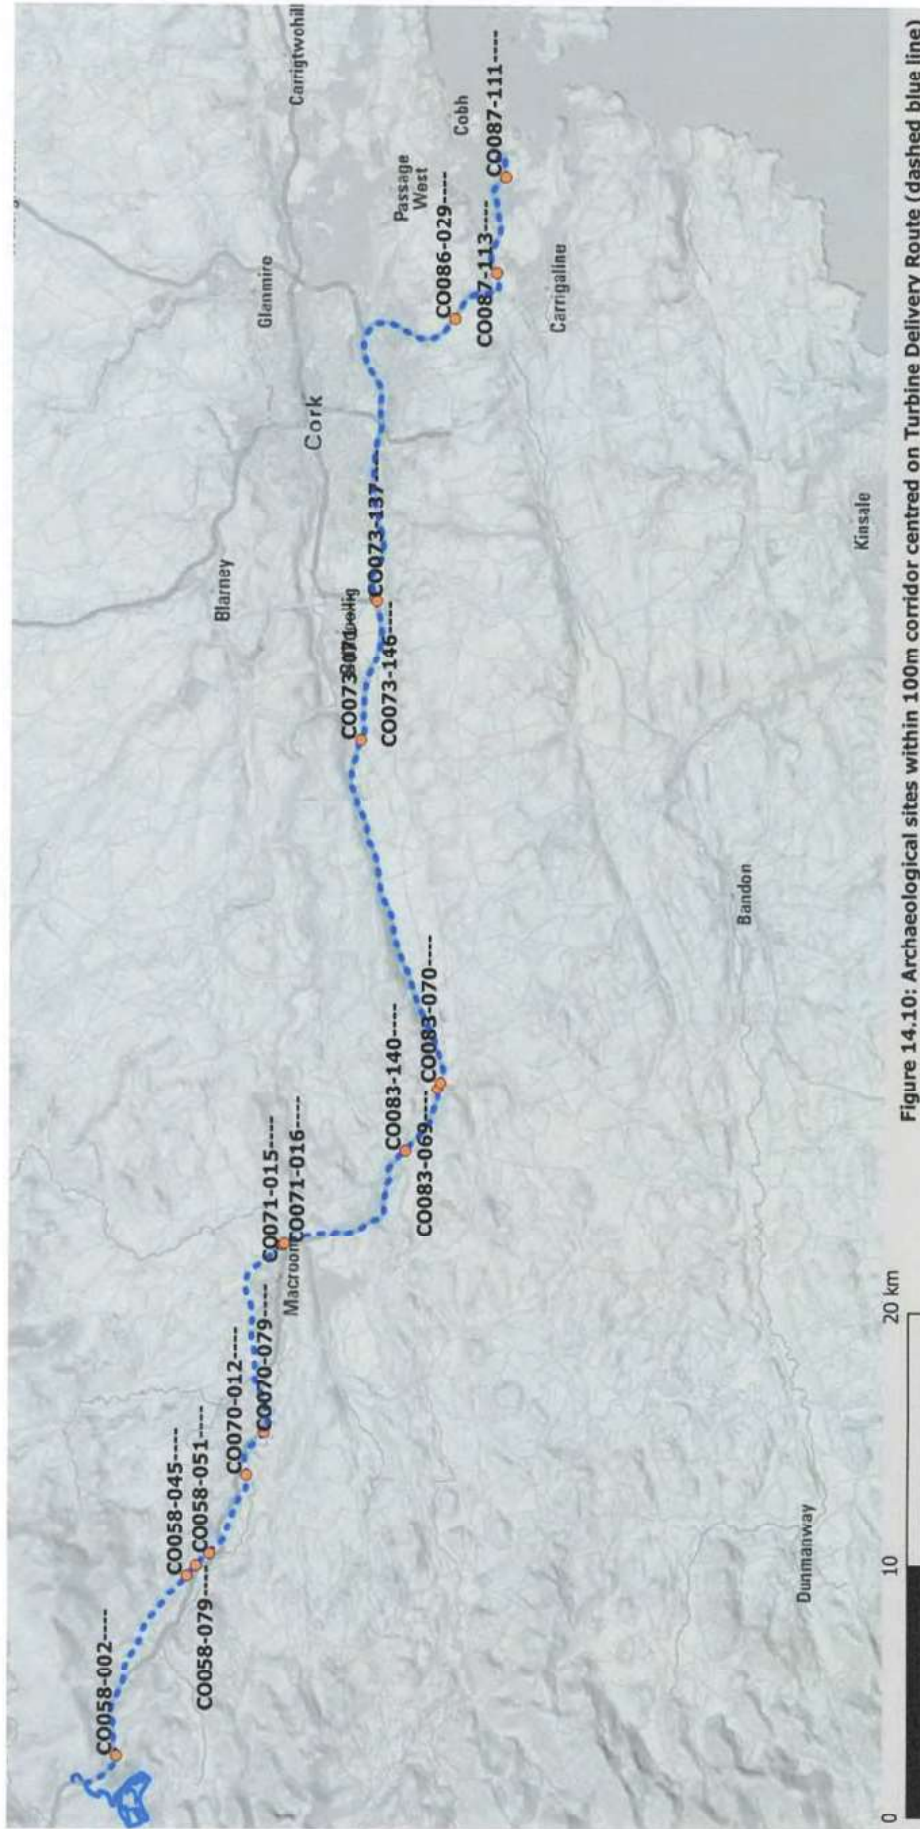 CO058-002----
CO058-045----
CO058-051----
CO058-079----
CO070-012----
CO070-079----
CO071-015----
CO071-016----
Macroom
CO083-140----
CO083-070----
CO083-069----
CO073-071
CO073-137---
CO073-146----
Blarney
Cork
Glanmire
Carrigtwohill
Passage
West
Cobh
CO086-029----
CO087-113----
CO087-111----
Carrigaline
Kinsale
Bandon
Dunmanway
0
10
20 km
Figure 14.10: Archaeological sites within 100m corridor centred on Turbine Delivery Route (dashed blue line)